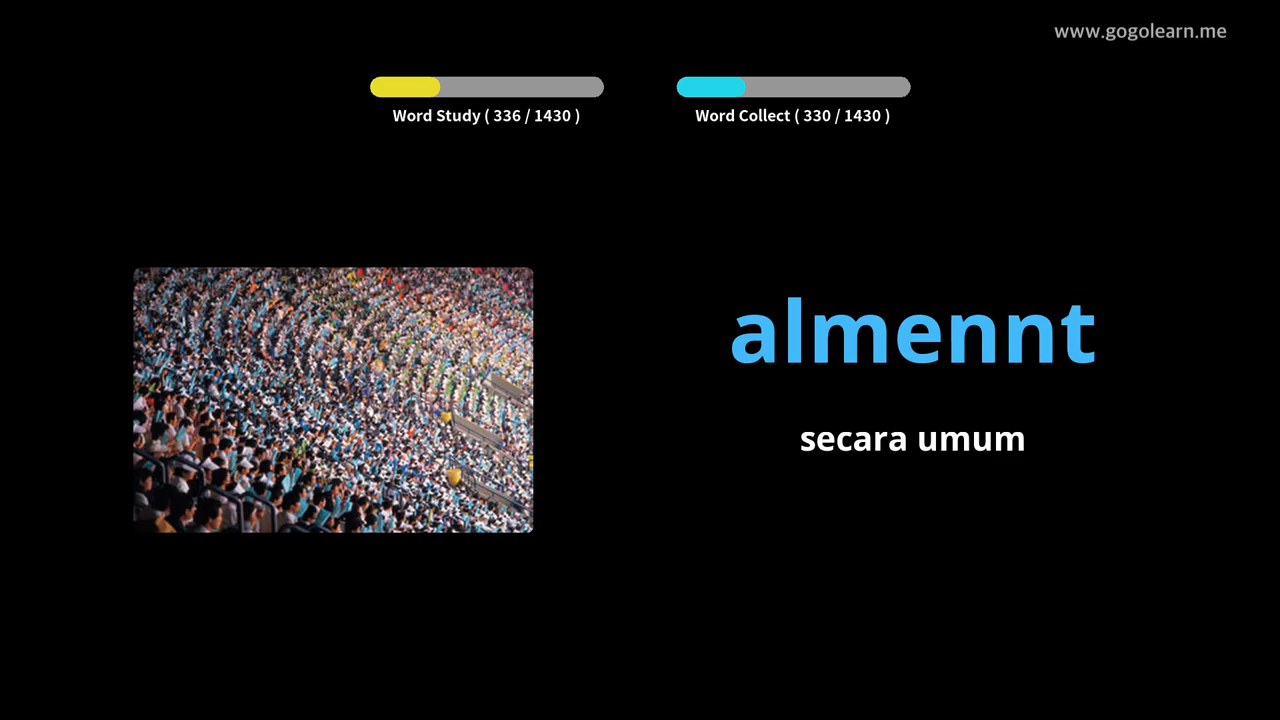 www.gogolearn.me
Word Study ( 336 / 1430 )
Word Collect ( 330 / 1430 )
almennt
secara umum